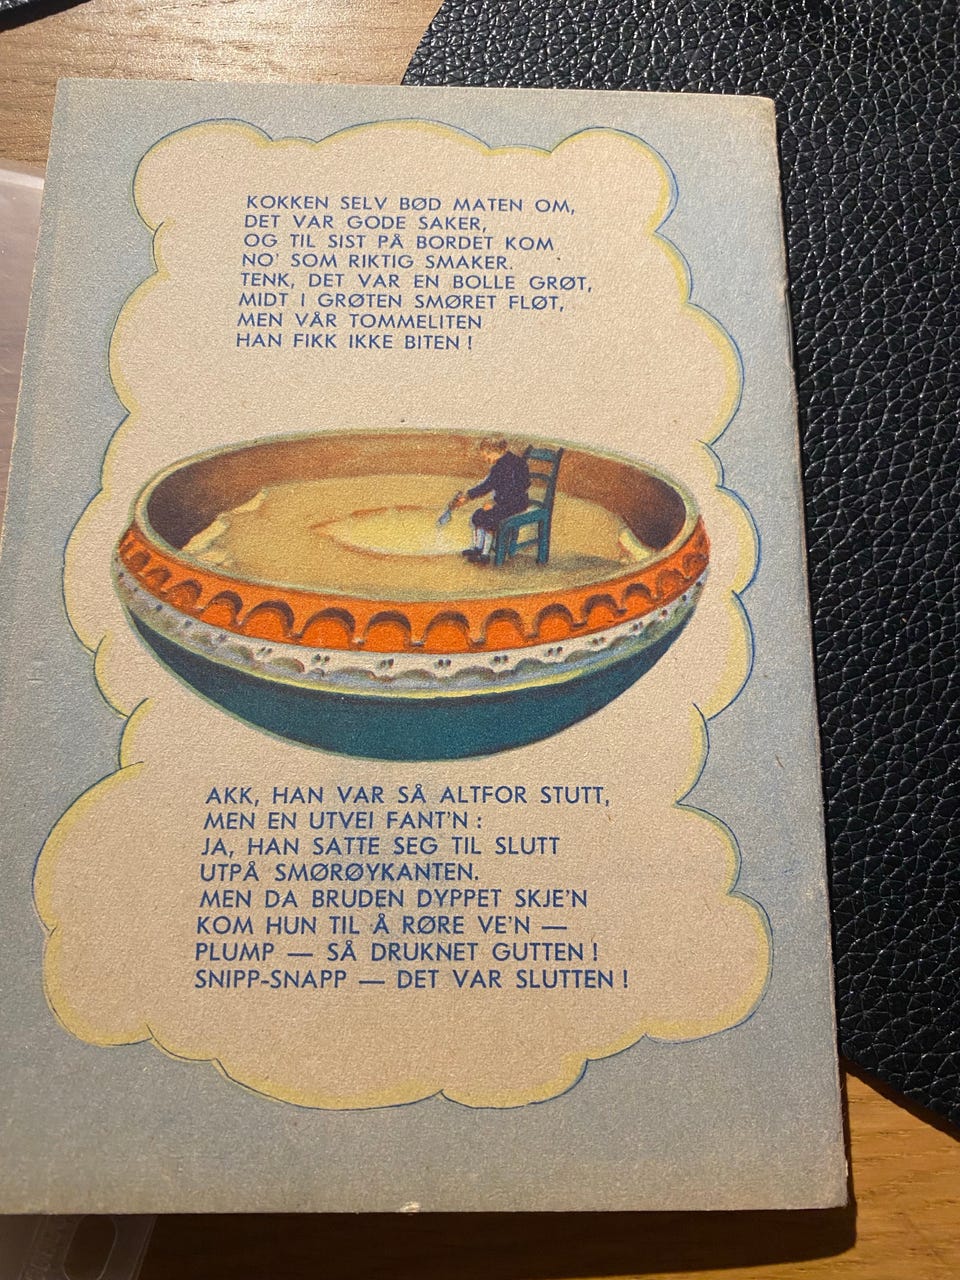 KOKKEN SELV BØD MATEN OM,
DET VAR GODE SAKER,
OG TIL SIST PÅ BORDET KOM
NO' SOM RIKTIG SMAKER.
TENK, DET VAR EN BOLLE GRØT,
MIDT I GRØTEN SMØRET FLØT,
MEN VÅR TOMMELITEN
HAN FIKK IKKE BITEN !
AKK, HAN VAR SÅ ALTFOR STUTT,
MEN EN UTVEI FANT'N :
JA, HAN SATTE SEG TIL SLUTT
UTPÅ SMØRØYKANTEN.
MEN DA BRUDEN DYPPET SKJE'N
KOM HUN TIL Å RØRE VE'N —
PLUMP — SÅ DRUKNET GUTTEN !
SNIPP-SNAPP — DET VAR SLUTTEN !